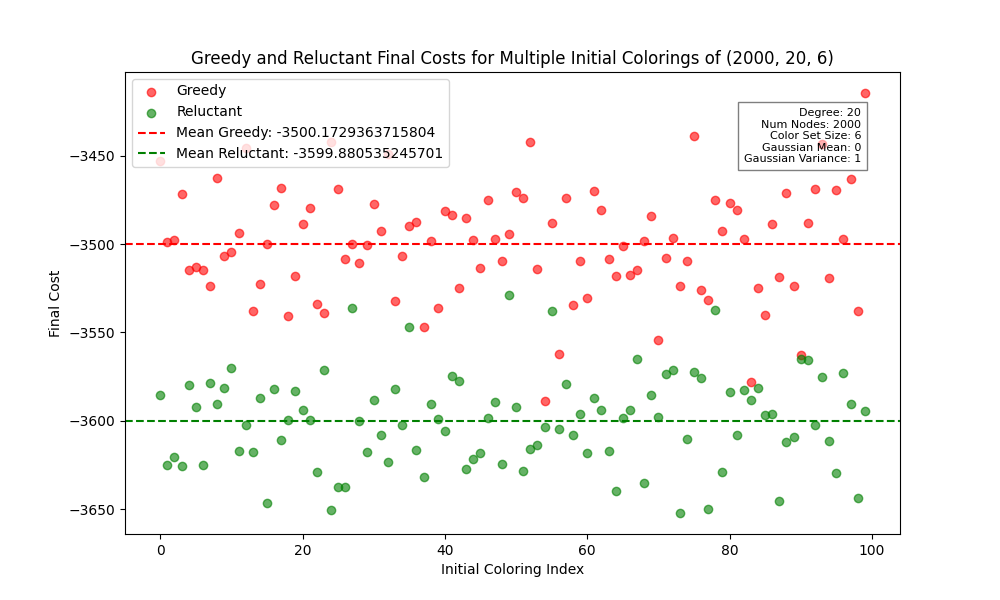 Greedy and Reluctant Final Costs for Multiple Initial Colorings of (2000, 20, 6)
Greedy
Reluctant
Mean Greedy: -3500.1729363715804
Mean Reluctant: -3599.880535245701
Degree: 20
Num Nodes: 2000
Color Set Size: 6
Gaussian Mean: 0
Gaussian Variance: 1
Final Cost
−3450
−3500
−3550
−3600
−3650
0 20 40 60 80 100
Initial Coloring Index